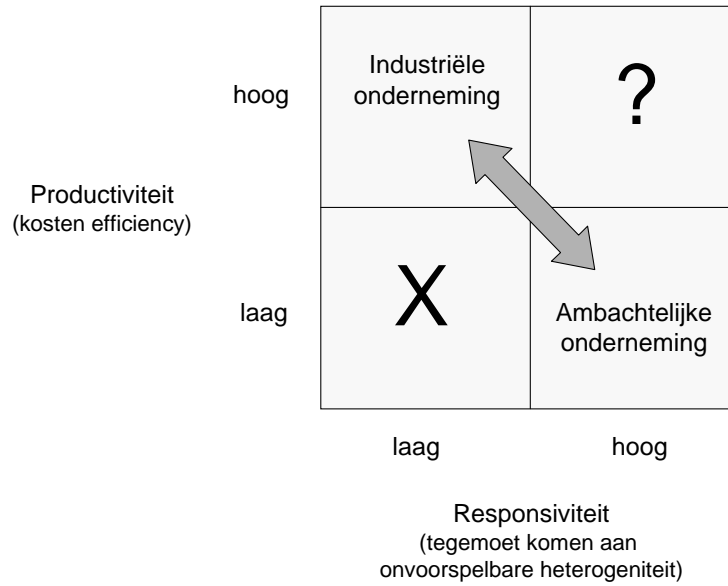 Industriële
onderneming
?
hoog
Productiviteit
(kosten efficiency)
laag
X
Ambachtelijke
onderneming
laag
hoog
Responsiviteit
(tegemoet komen aan
onvoorspelbare heterogeniteit)